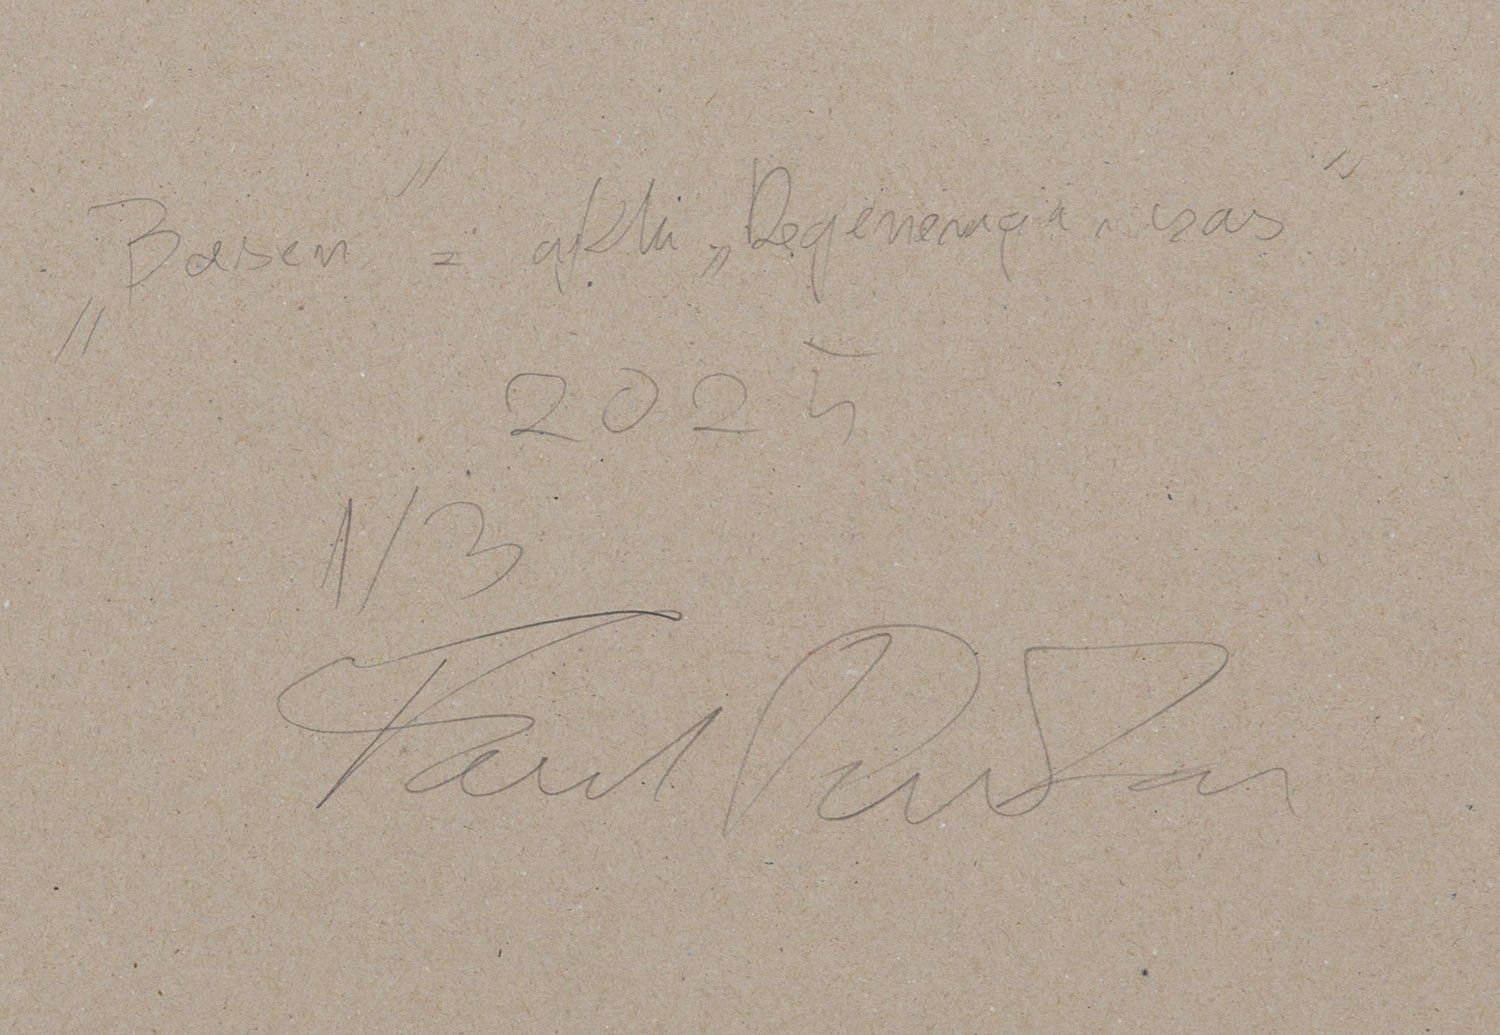 „Basen” z cyklu „Regeneracja i czas”
2025
1/3